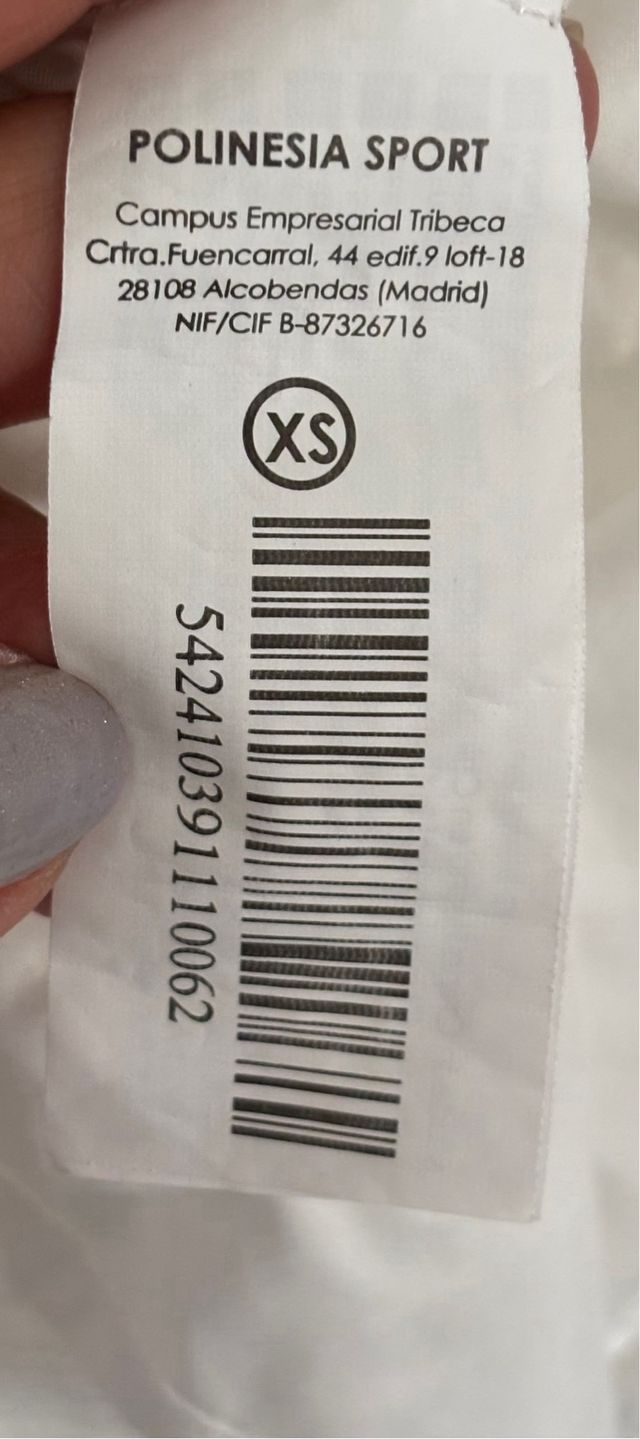 POLINESIA SPORT
Campus Empresarial Tribeca
Crtra.Fuencarral, 44 edif.9 loft-18
28108 Alcobendas (Madrid)
NIF/CIF B-87326716
XS
542410391110062